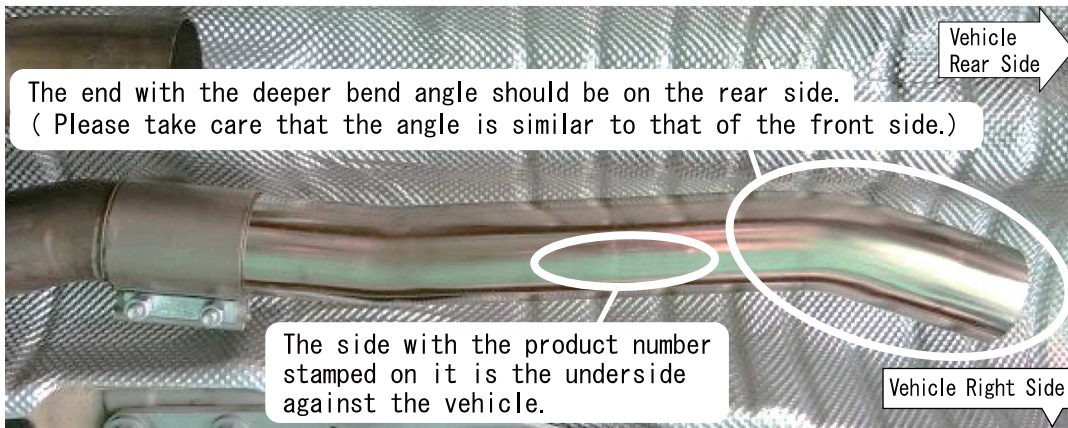 Vehicle
Rear Side
The end with the deeper bend angle should be on the rear side.
( Please take care that the angle is similar to that of the front side.)
The side with the product number
stamped on it is the underside
against the vehicle.
Vehicle Right Side